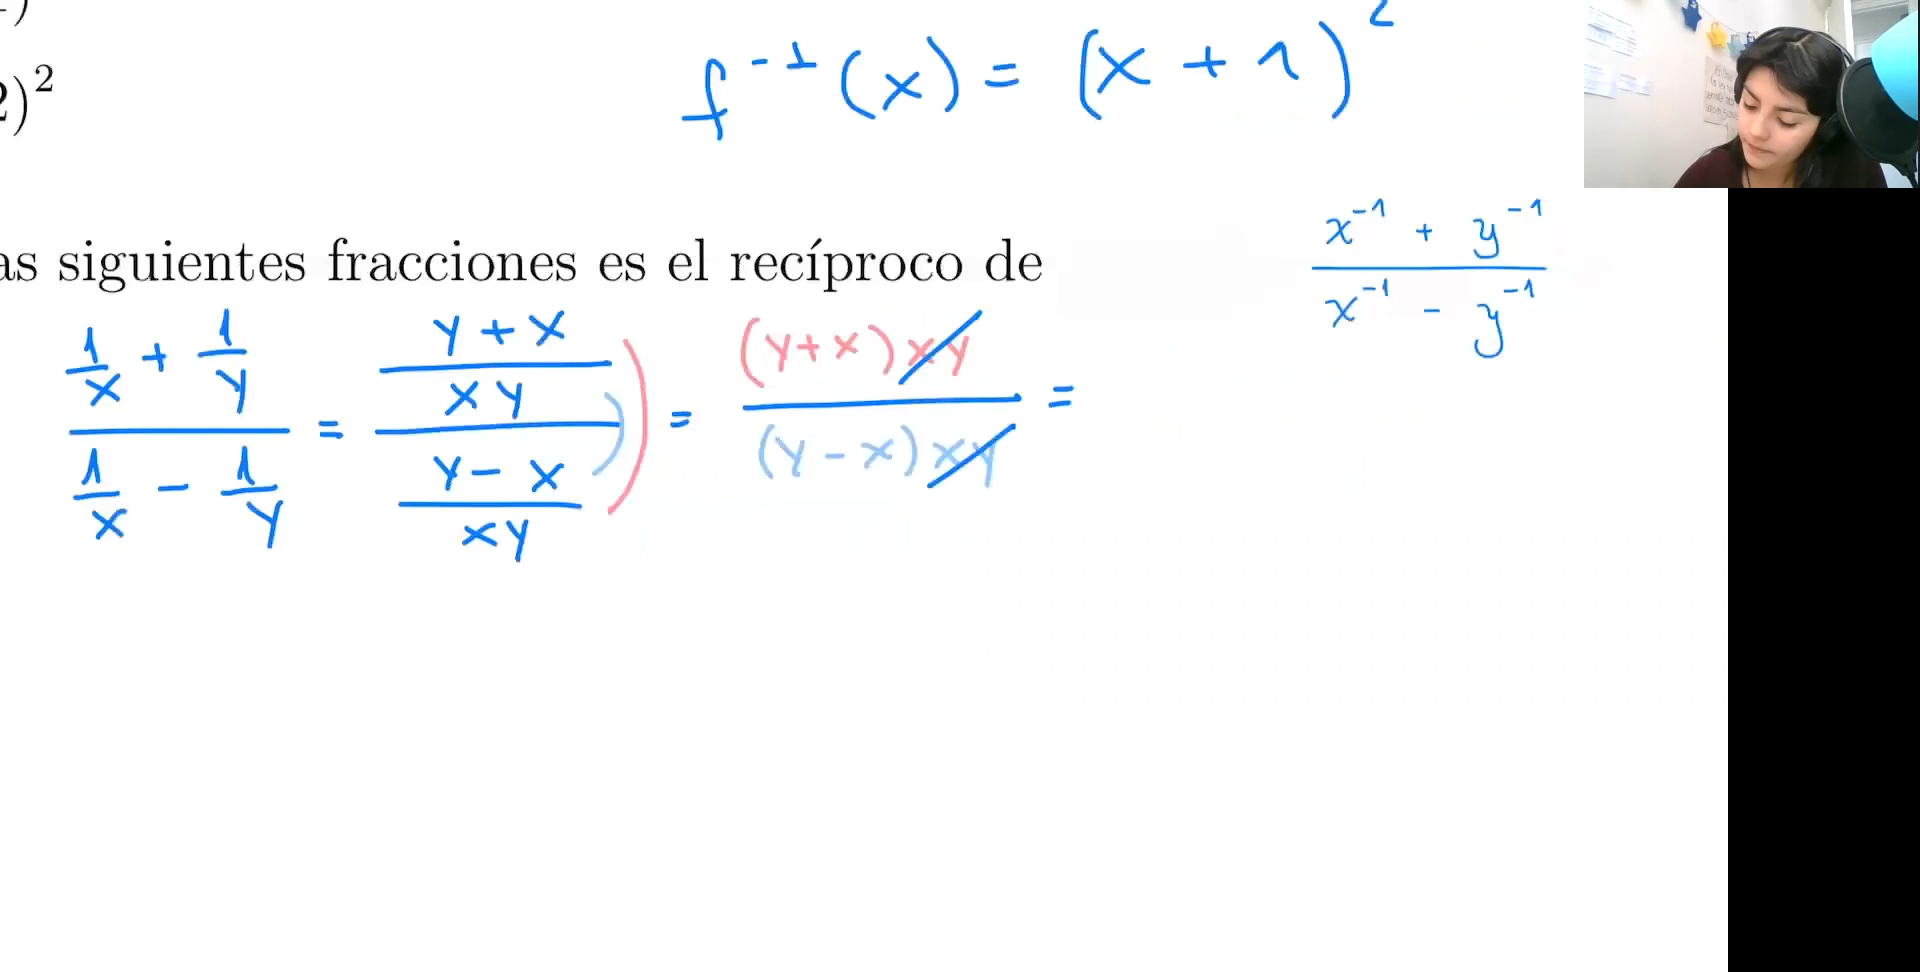 2)²
f⁻¹(x) = (x + 1)²
as siguientes fracciones es el recíproco de
x⁻¹ + y⁻¹
x⁻¹ - y⁻¹
1/x + 1/y
1/x - 1/y
=
y + x
xy
y - x
xy
=
(y+x)xy
(y-x)xy
=